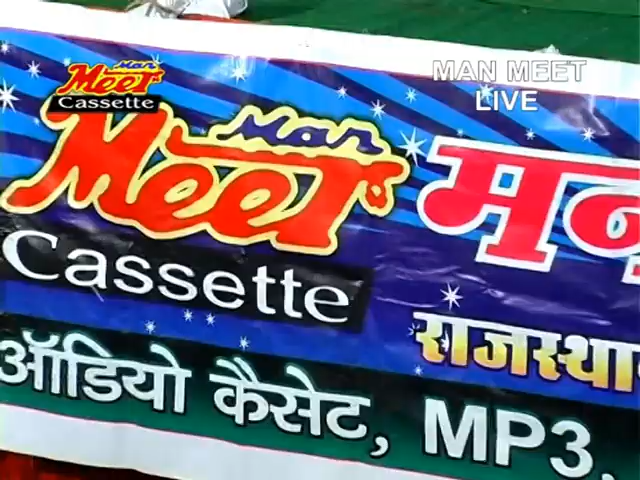 Man
Meet
Cassette
MAN MEET
LIVE
Man
Meet
Cassette
ऑडियो कैसेट, MP3,